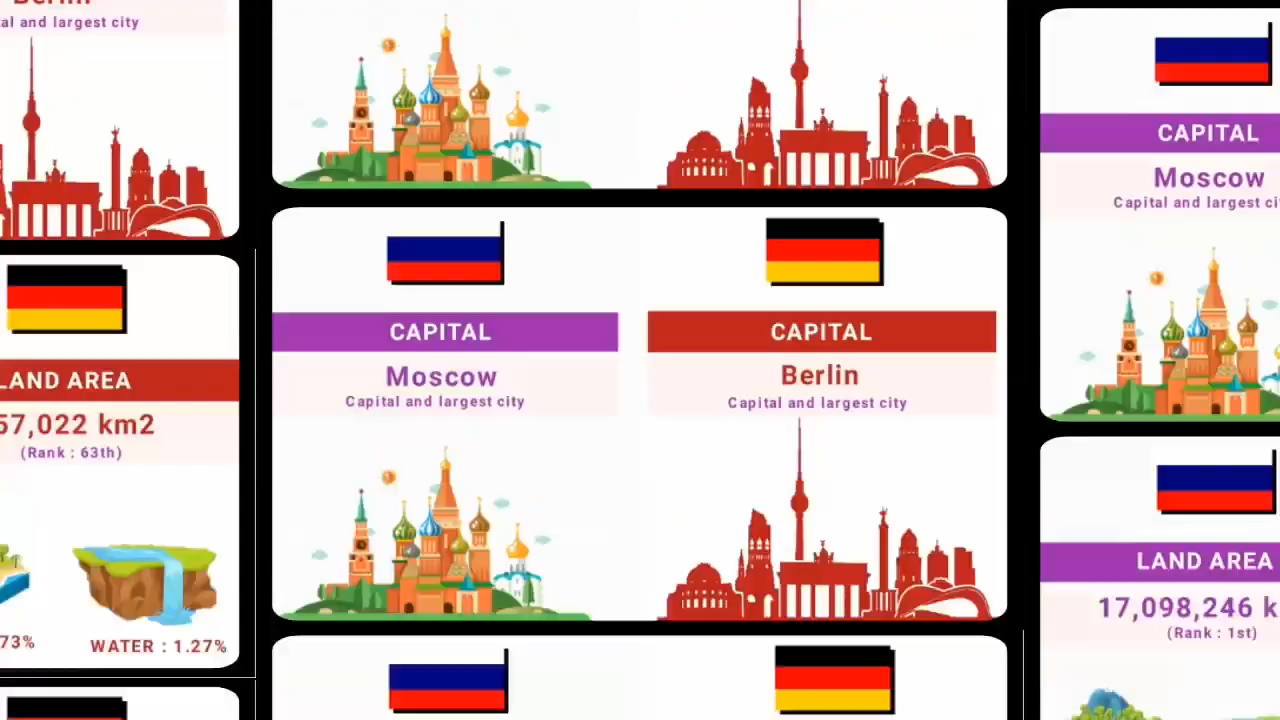 Capital and largest city
LAND AREA
57,022 km2
(Rank : 63th)
73%
WATER : 1.27%
CAPITAL
Moscow
Capital and largest city
CAPITAL
Berlin
Capital and largest city
CAPITAL
Moscow
Capital and largest
LAND AREA
17,098,246
(Rank : 1st)